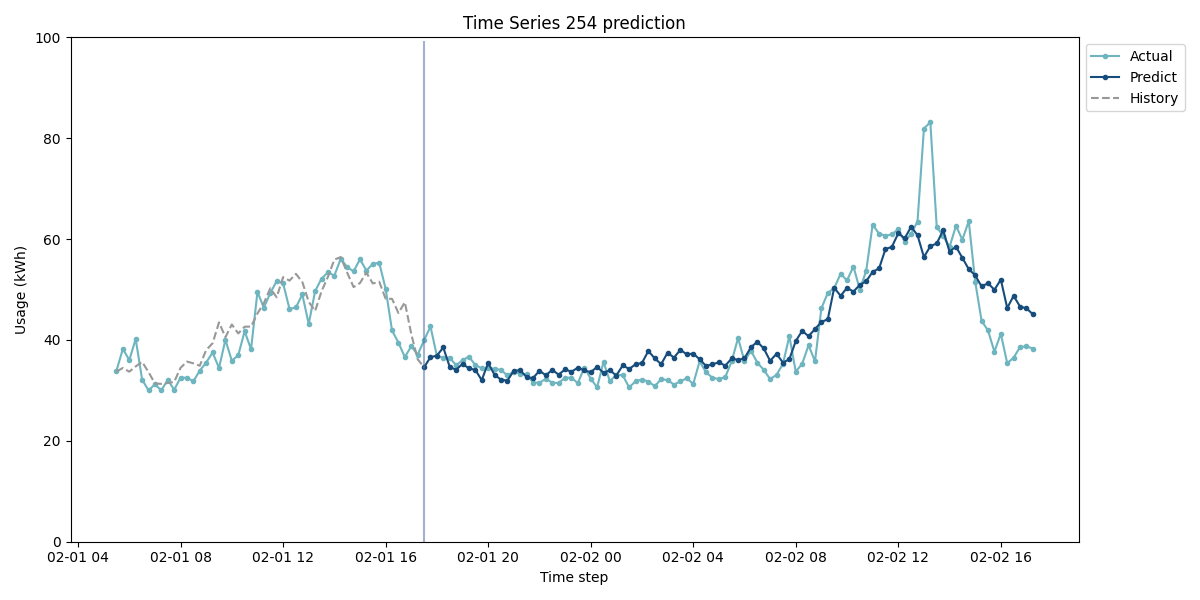 Time Series 254 prediction
100
80
60
40
20
0
Usage (kWh)
02-01 04
02-01 08
02-01 12
02-01 16
02-01 20
02-02 00
02-02 04
02-02 08
02-02 12
02-02 16
Time step
Actual
Predict
History